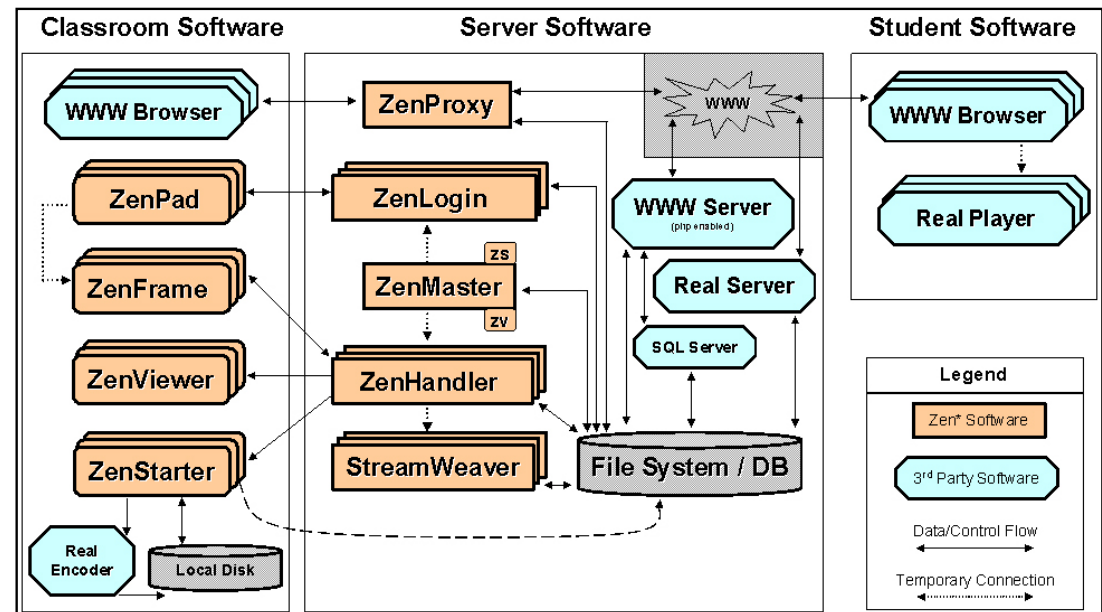 Classroom Software
Server Software
Student Software
WWW Browser
ZenPad
ZenFrame
ZenViewer
ZenStarter
Real
Encoder
Local Disk
ZenProxy
ZenLogin
zs
ZenMaster
zv
ZenHandler
StreamWeaver
WWW
WWW Server
(php enabled)
Real Server
SQL Server
File System / DB
WWW Browser
Real Player
Legend
Zen* Software
3rd Party Software
Data/Control Flow
Temporary Connection